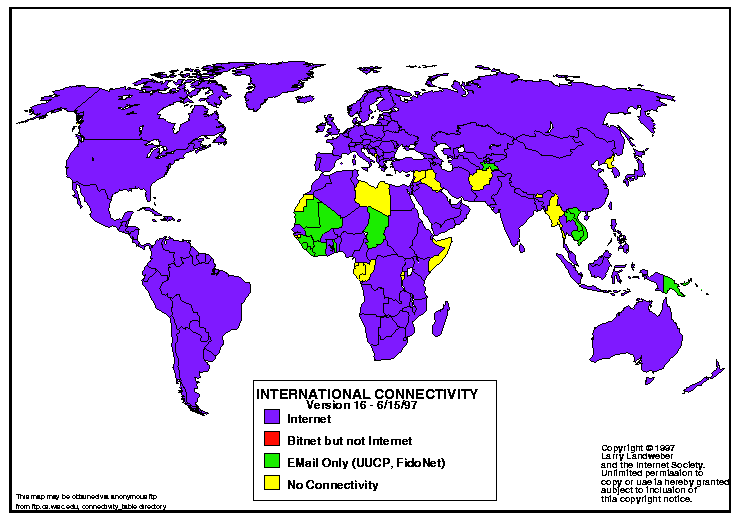 INTERNATIONAL CONNECTIVITY
Version 16 - 6/15/97
Internet
Bitnet but not Internet
EMail Only (UUCP, FidoNet)
No Connectivity
Copyright © 1997
Larry Landweber
and the Internet Society.
Unlimited permission to
copy or use is hereby granted
subject to inclusion of
this copyright notice.
This map may be obtained via anonymous ftp
from ftp.cs.wisc.edu, connectivity_table directory